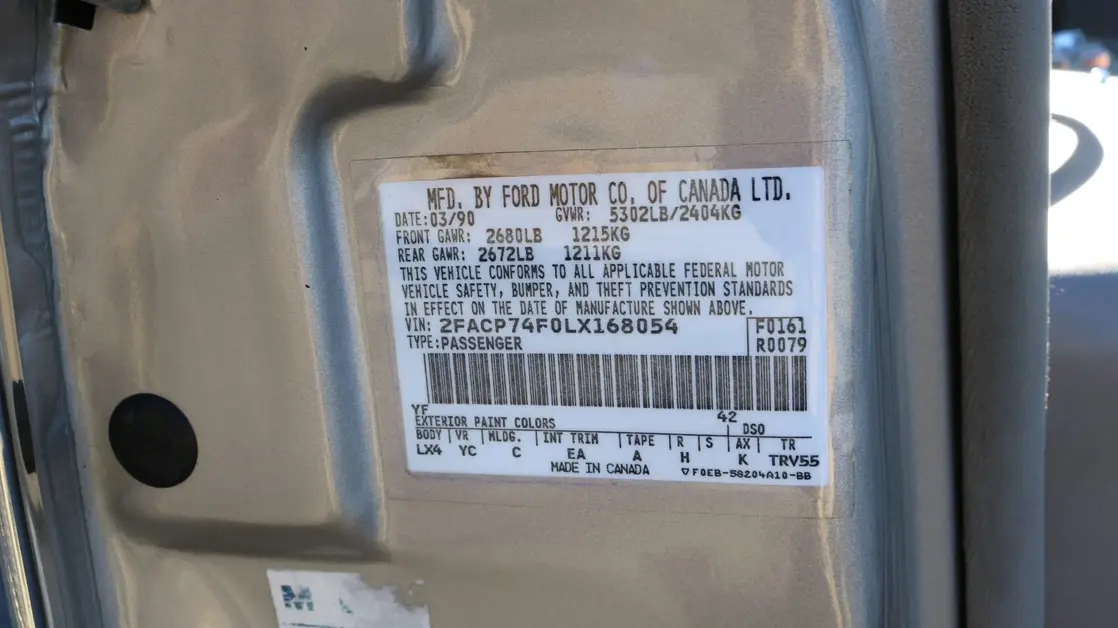 MFD. BY FORD MOTOR CO. OF CANADA LTD.
DATE: 03/90 GVWR: 5302LB/2404KG
FRONT GAWR: 2680LB 1215KG
REAR GAWR: 2672LB 1211KG
THIS VEHICLE CONFORMS TO ALL APPLICABLE FEDERAL MOTOR
VEHICLE SAFETY, BUMPER, AND THEFT PREVENTION STANDARDS
IN EFFECT ON THE DATE OF MANUFACTURE SHOWN ABOVE.
VIN: 2FACP74F0LX168054 F0161
TYPE: PASSENGER R0079
YF 42
EXTERIOR PAINT COLORS DSO
BODY VR MLDG. INT TRIM TAPE R S AX TR
LX4 YC C EA A H K TRV55
MADE IN CANADA ▽F0EB-58204A10-BB